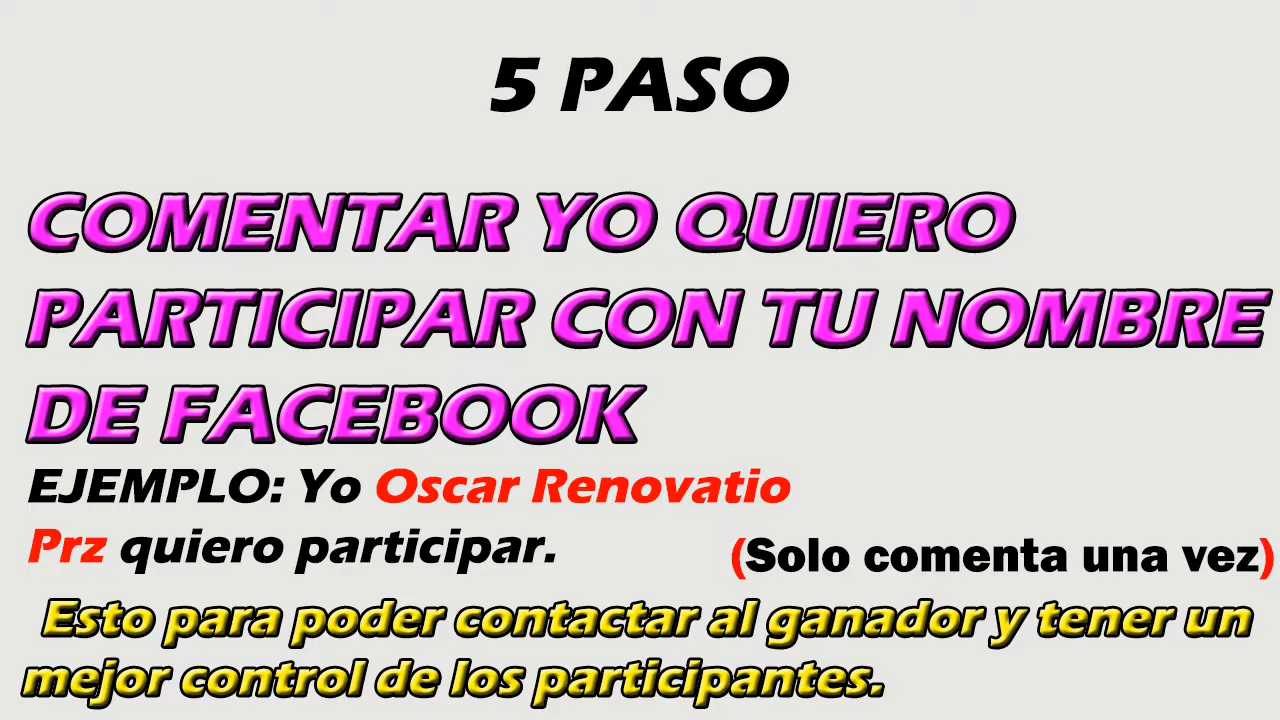 5 PASO
COMENTAR YO QUIERO
PARTICIPAR CON TU NOMBRE
DE FACEBOOK
EJEMPLO: Yo Oscar Renovatio
Prz quiero participar.
(Solo comenta una vez)
Esto para poder contactar al ganador y tener un
mejor control de los participantes.